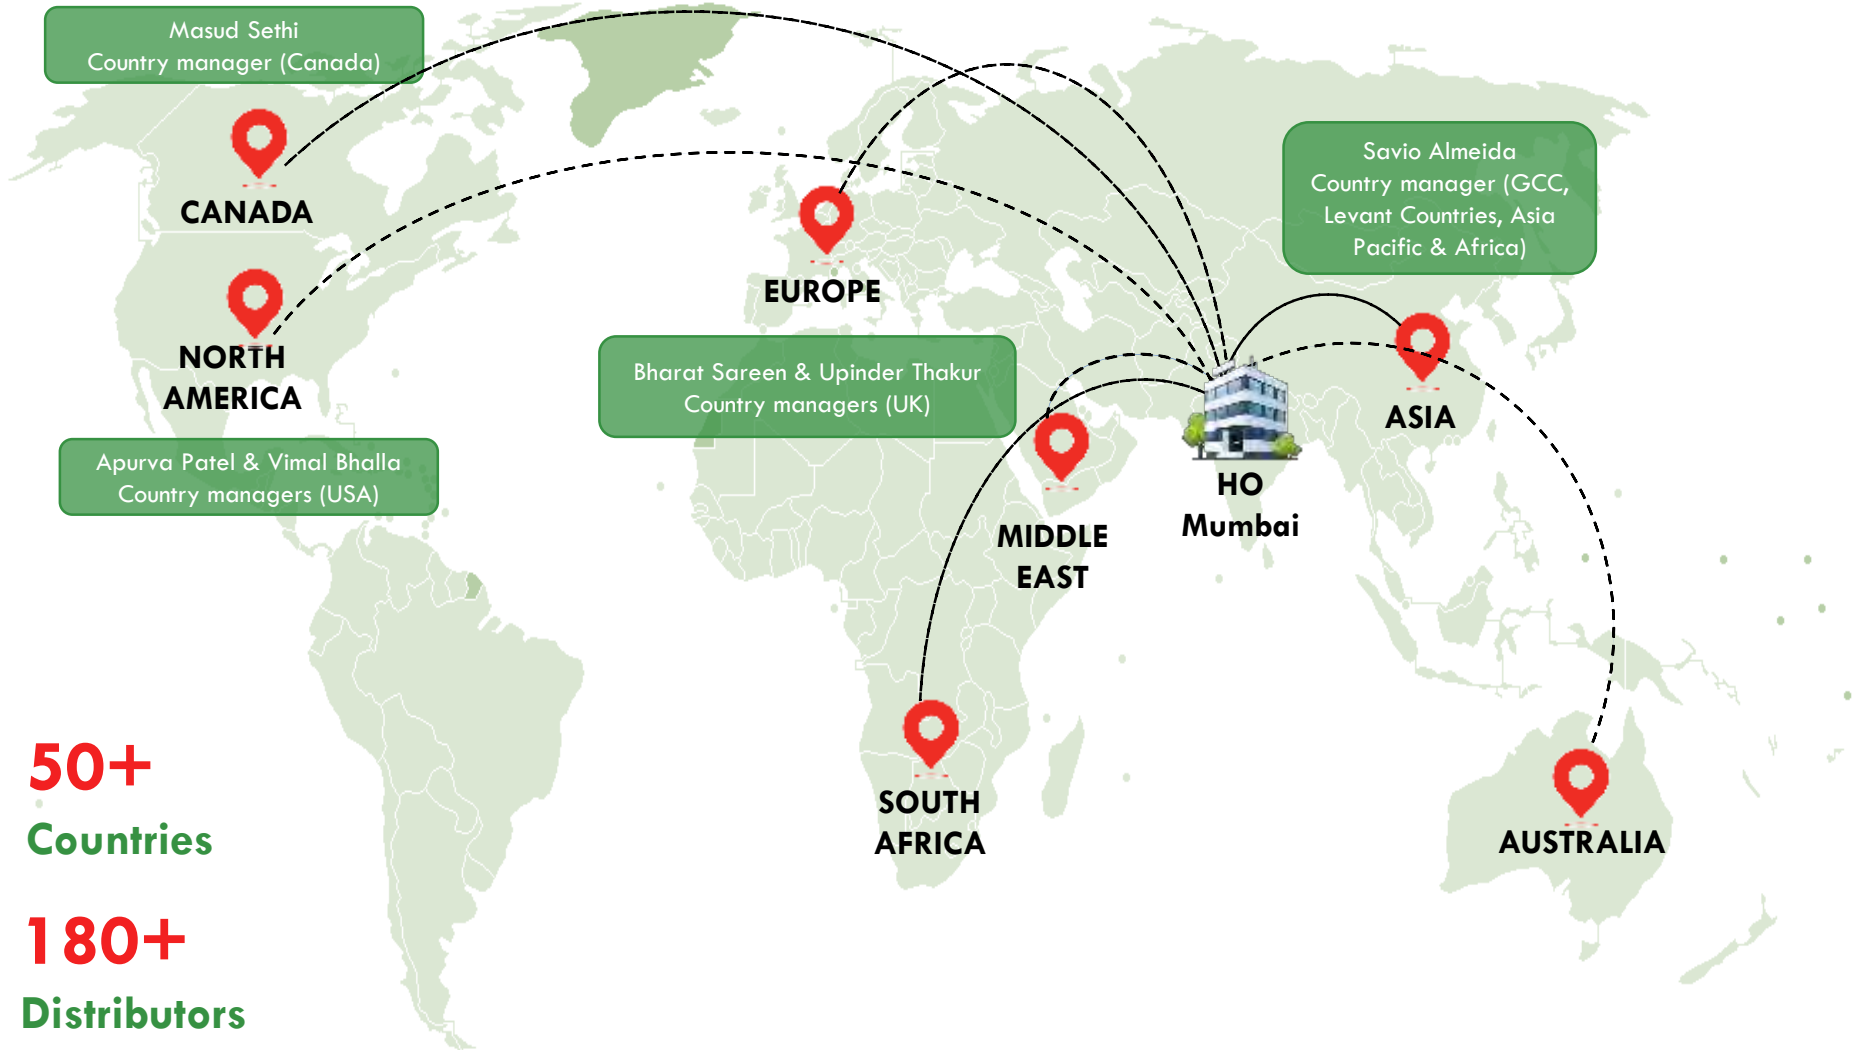 Masud Sethi
Country manager (Canada)
CANADA
NORTH
AMERICA
Apurva Patel & Vimal Bhalla
Country managers (USA)
EUROPE
Bharat Sareen & Upinder Thakur
Country managers (UK)
MIDDLE
EAST
SOUTH
AFRICA
HO
Mumbai
Savio Almeida
Country manager (GCC,
Levant Countries, Asia
Pacific & Africa)
ASIA
AUSTRALIA
50+
Countries
180+
Distributors